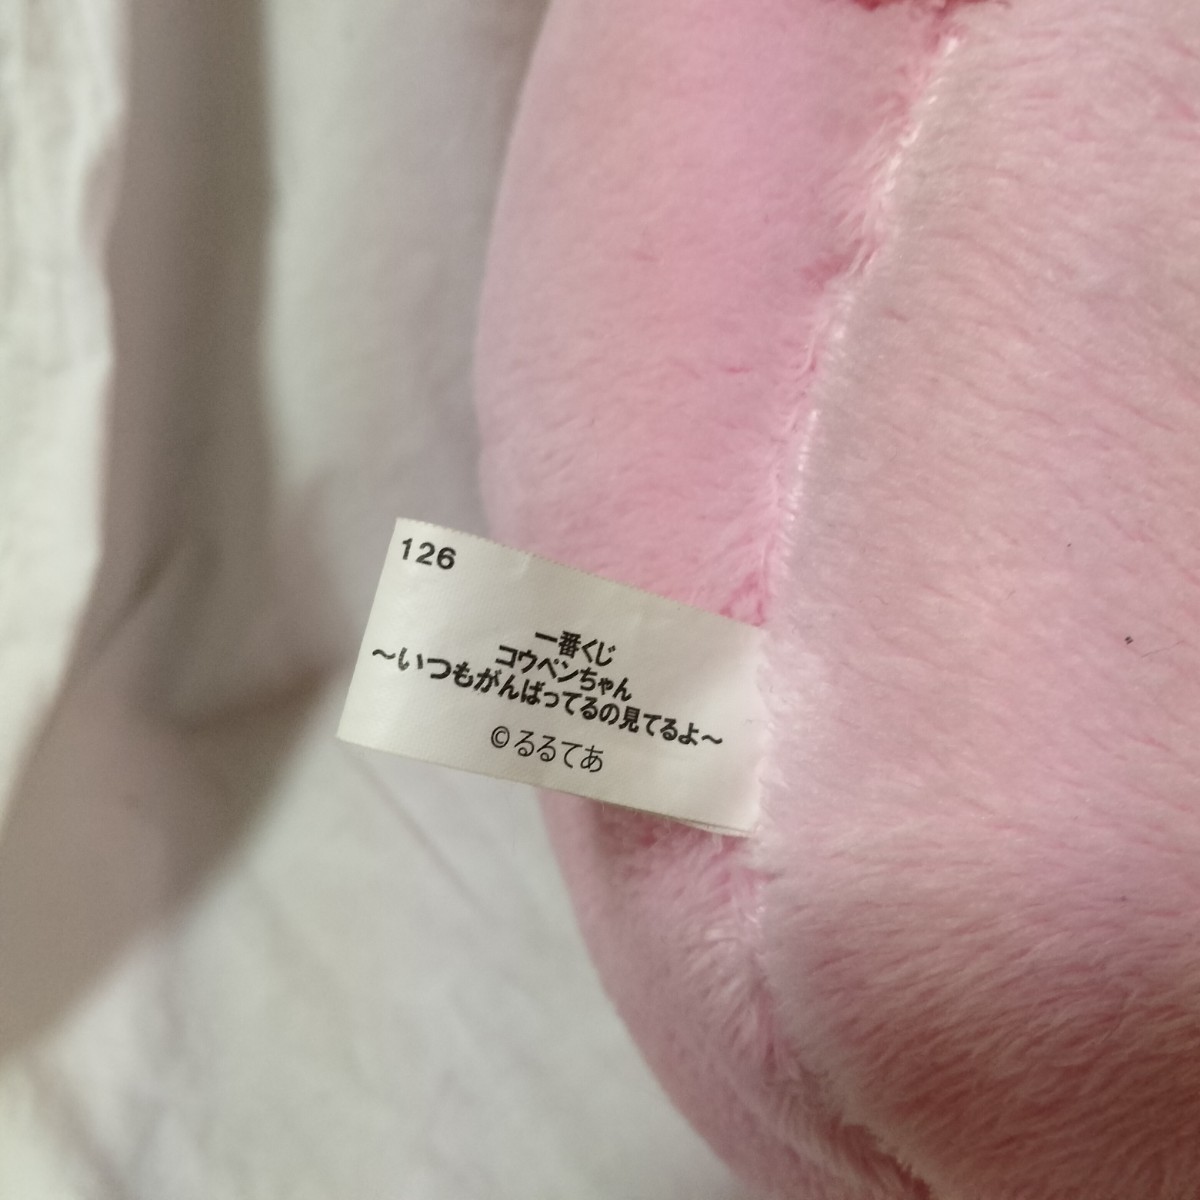 126
一番くじ
コウペンちゃん
～いつもがんばってるの見てるよ～
©るるてあ